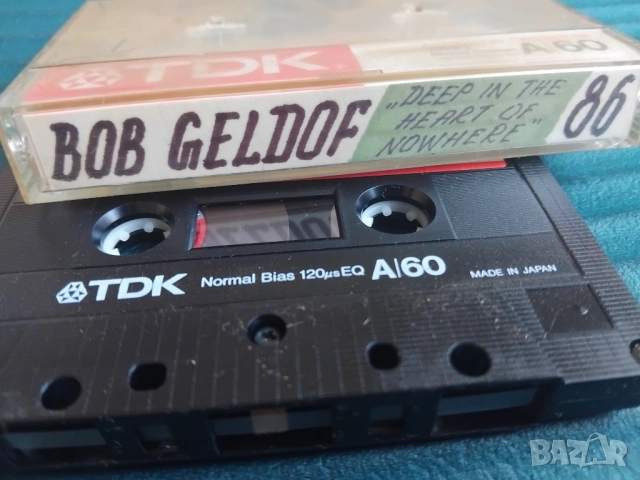 TDK A/60
BOB GELDOF „DEEP IN THE HEART OF NOWHERE" 86
TDK Normal Bias 120µs EQ A/60 MADE IN JAPAN
BAZAR